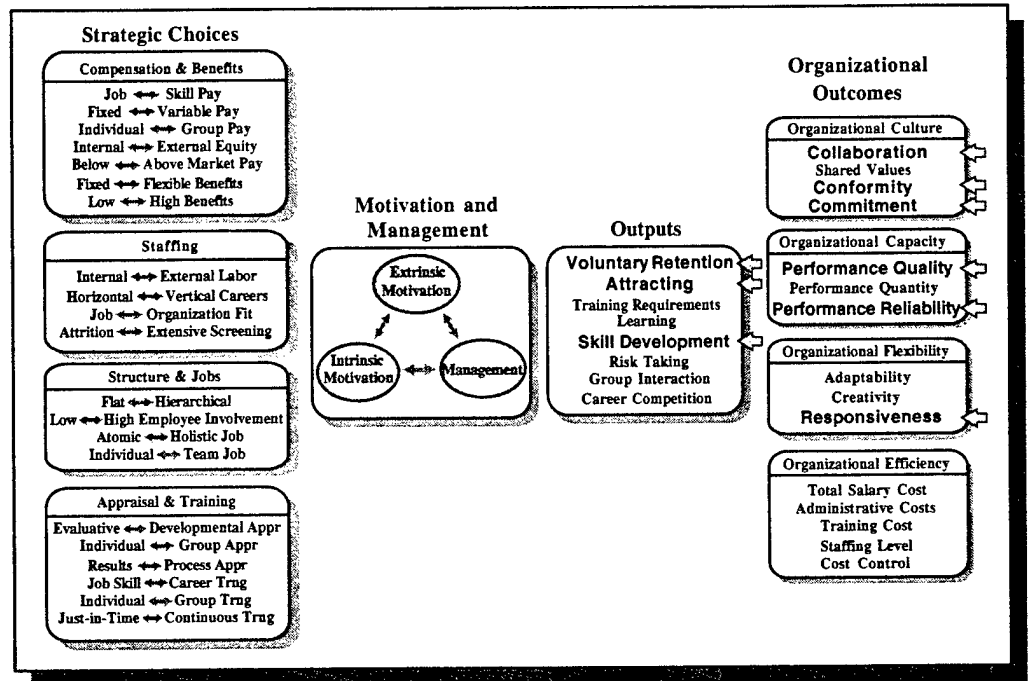 Strategic Choices
Compensation & Benefits
Job ⟷ Skill Pay
Fixed ⟷ Variable Pay
Individual ⟷ Group Pay
Internal ⟷ External Equity
Below ⟷ Above Market Pay
Fixed ⟷ Flexible Benefits
Low ⟷ High Benefits
Staffing
Internal ⟷ External Labor
Horizontal ⟷ Vertical Careers
Job ⟷ Organization Fit
Attrition ⟷ Extensive Screening
Structure & Jobs
Flat ⟷ Hierarchical
Low ⟷ High Employee Involvement
Atomic ⟷ Holistic Job
Individual ⟷ Team Job
Appraisal & Training
Evaluative ⟷ Developmental Appr
Individual ⟷ Group Appr
Results ⟷ Process Appr
Job Skill ⟷ Career Trng
Individual ⟷ Group Trng
Just-in-Time ⟷ Continuous Trng
Motivation and
Management
Extrinsic
Motivation
Intrinsic
Motivation
Management
Outputs
Voluntary Retention
Attracting
Training Requirements
Learning
Skill Development
Risk Taking
Group Interaction
Career Competition
Organizational
Outcomes
Organizational Culture
Collaboration
Shared Values
Conformity
Commitment
Organizational Capacity
Performance Quality
Performance Quantity
Performance Reliability
Organizational Flexibility
Adaptability
Creativity
Responsiveness
Organizational Efficiency
Total Salary Cost
Administrative Costs
Training Cost
Staffing Level
Cost Control